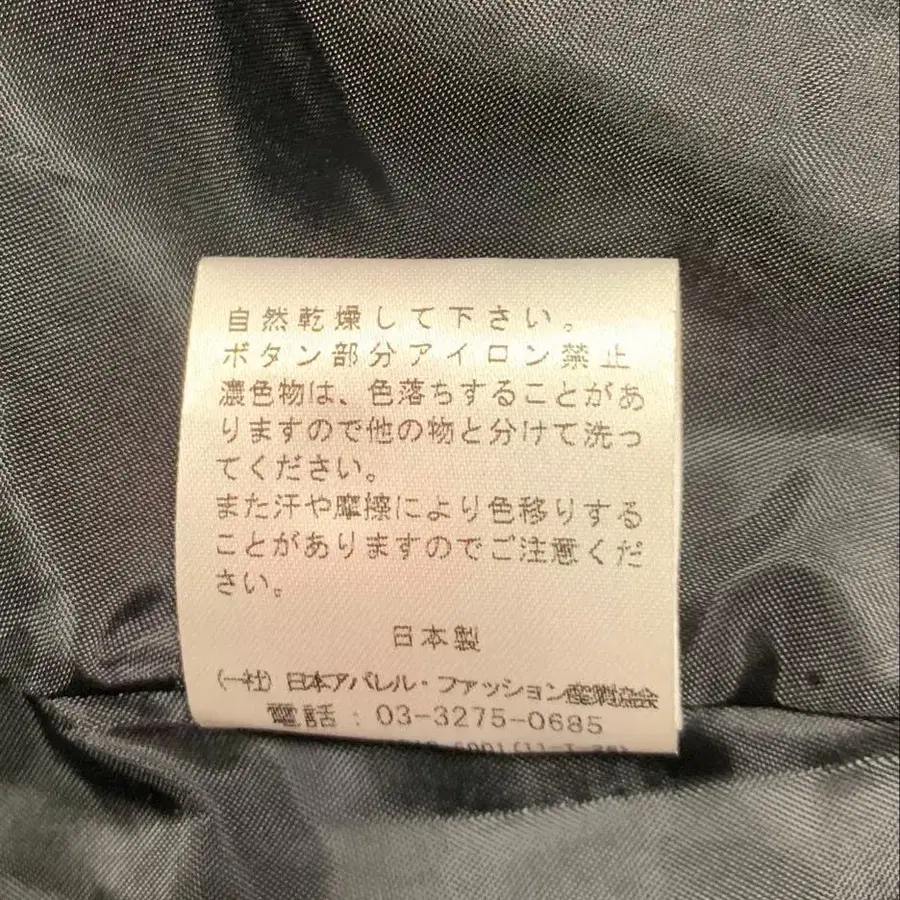 自然乾燥して下さい。
ボタン部分アイロン禁止
濃色物は、色落ちすることがあ
りますので他の物と分けて洗っ
てください。
また汗や摩擦により色移りする
ことがありますのでご注意くだ
さい。
日本製
(一社)日本アパレル・ファッション産業協会
電話:03-3275-0685